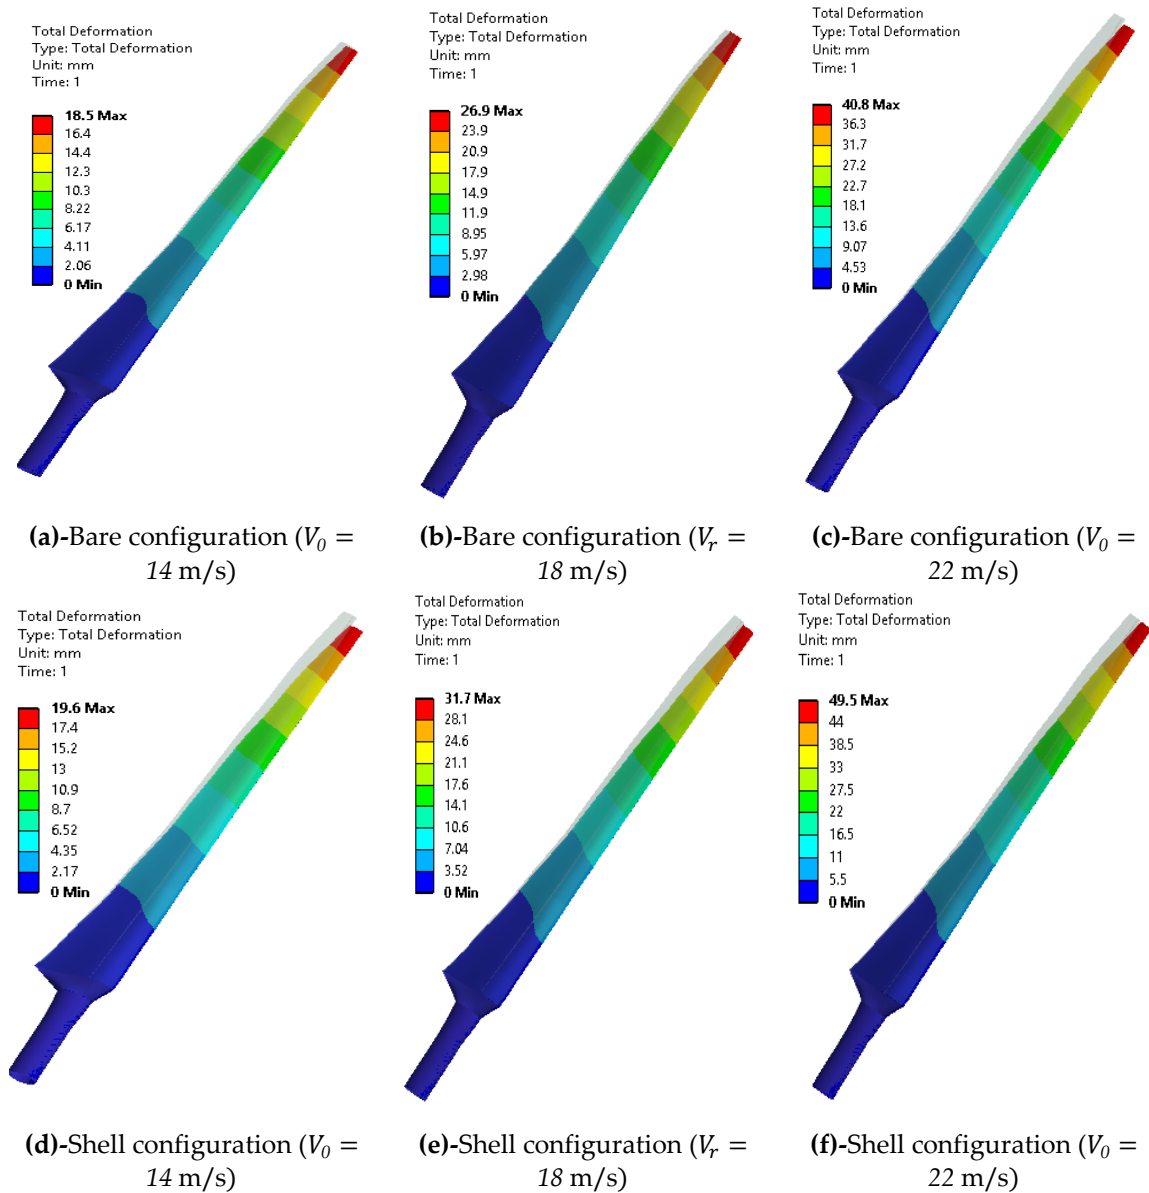 Total Deformation
Type: Total Deformation
Unit: mm
Time: 1
18.5 Max
16.4
14.4
12.3
10.3
8.22
6.17
4.11
2.06
0 Min
(a)-Bare configuration (V₀ =
14 m/s)
Total Deformation
Type: Total Deformation
Unit: mm
Time: 1
26.9 Max
23.9
20.9
17.9
14.9
11.9
8.95
5.97
2.98
0 Min
(b)-Bare configuration (Vᵣ =
18 m/s)
Total Deformation
Type: Total Deformation
Unit: mm
Time: 1
40.8 Max
36.3
31.7
27.2
22.7
18.1
13.6
9.07
4.53
0 Min
(c)-Bare configuration (V₀ =
22 m/s)
Total Deformation
Type: Total Deformation
Unit: mm
Time: 1
19.6 Max
17.4
15.2
13
10.9
8.7
6.52
4.35
2.17
0 Min
(d)-Shell configuration (V₀ =
14 m/s)
Total Deformation
Type: Total Deformation
Unit: mm
Time: 1
31.7 Max
28.1
24.6
21.1
17.6
14.1
10.6
7.04
3.52
0 Min
(e)-Shell configuration (Vᵣ =
18 m/s)
Total Deformation
Type: Total Deformation
Unit: mm
Time: 1
49.5 Max
44
38.5
33
27.5
22
16.5
11
5.5
0 Min
(f)-Shell configuration (V₀ =
22 m/s)